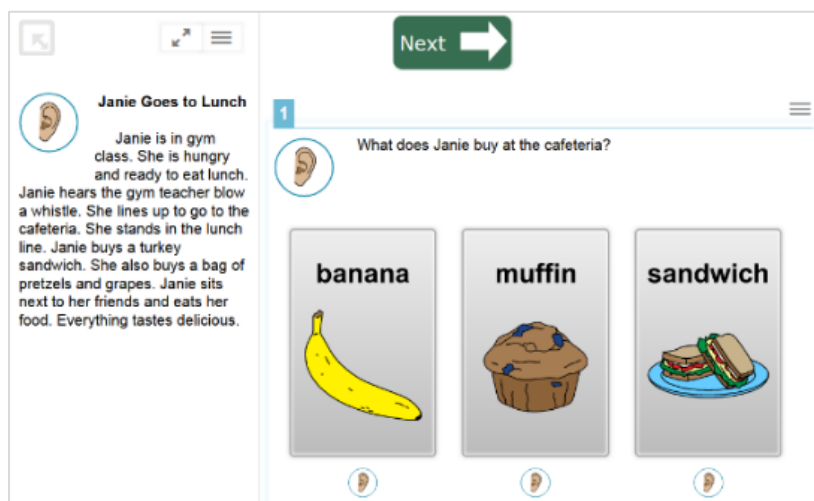 Next
Janie Goes to Lunch
Janie is in gym
class. She is hungry
and ready to eat lunch.
Janie hears the gym teacher blow
a whistle. She lines up to go to the
cafeteria. She stands in the lunch
line. Janie buys a turkey
sandwich. She also buys a bag of
pretzels and grapes. Janie sits
next to her friends and eats her
food. Everything tastes delicious.
1
What does Janie buy at the cafeteria?
banana
muffin
sandwich